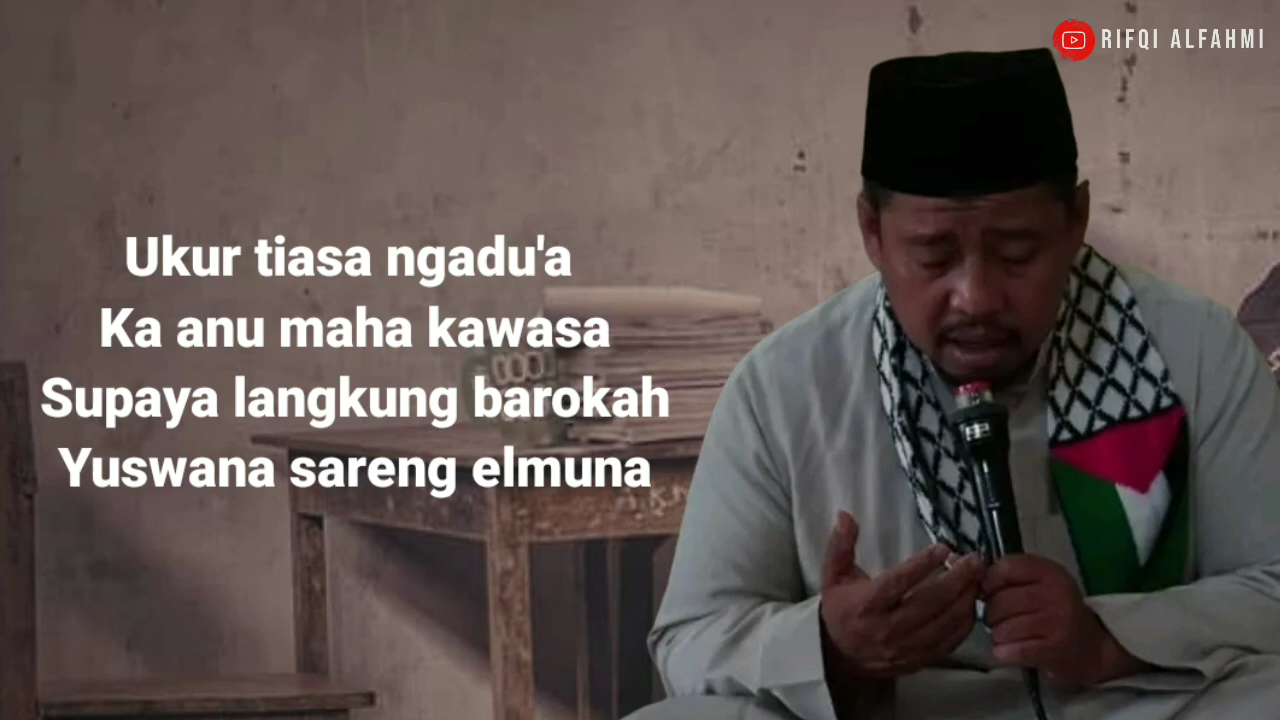 RIFQI ALFAHMI
Ukur tiasa ngadu'a
Ka anu maha kawasa
Supaya langkung barokah
Yuswana sareng elmuna